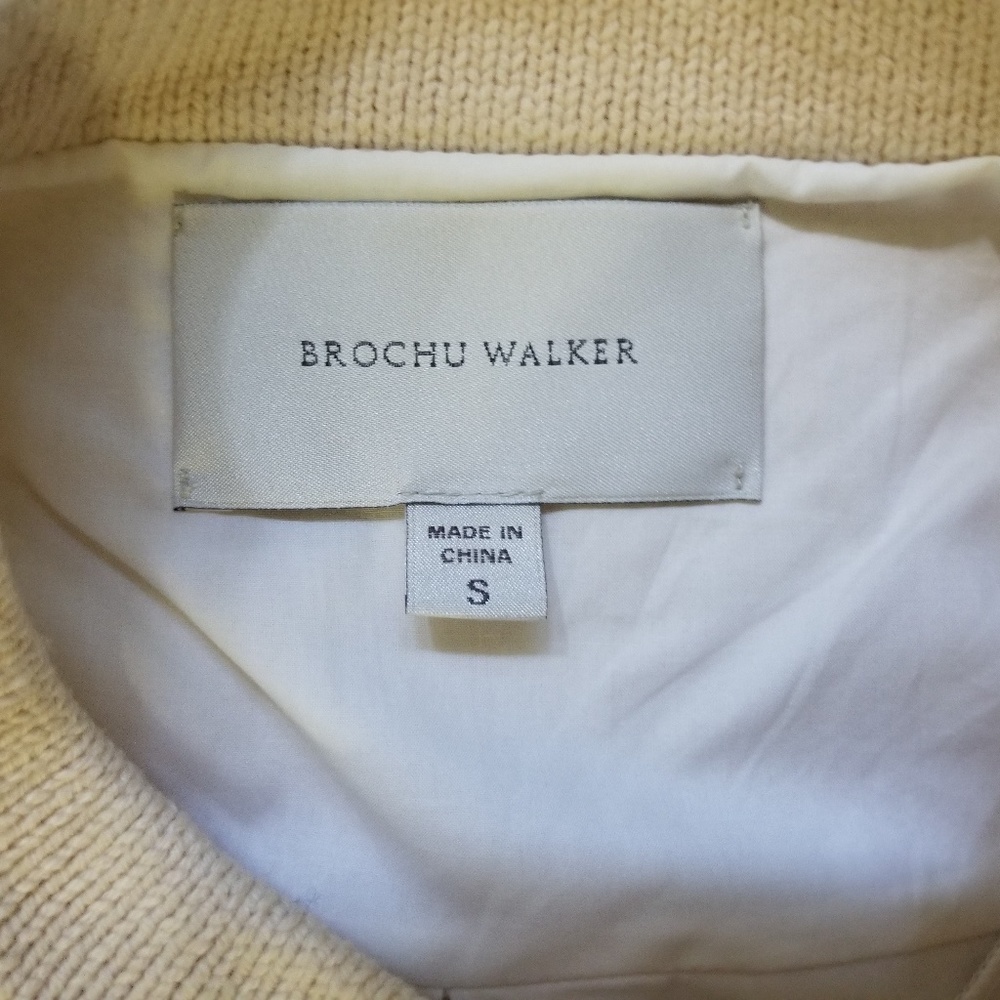 BROCHU WALKER
MADE IN
CHINA
S